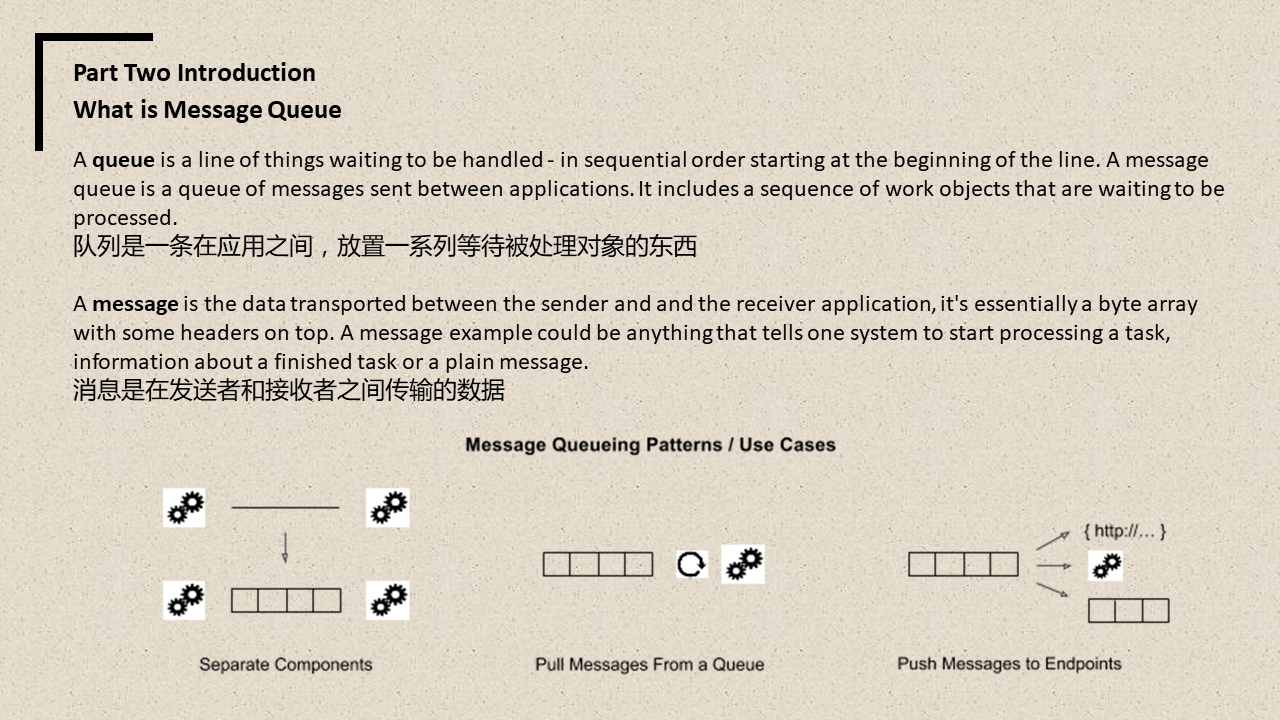 Part Two Introduction
What is Message Queue
A queue is a line of things waiting to be handled - in sequential order starting at the beginning of the line. A message
queue is a queue of messages sent between applications. It includes a sequence of work objects that are waiting to be
processed.
队列是一条在应用之间，放置一系列等待被处理对象的东西
A message is the data transported between the sender and and the receiver application, it's essentially a byte array
with some headers on top. A message example could be anything that tells one system to start processing a task,
information about a finished task or a plain message.
消息是在发送者和接收者之间传输的数据
Message Queueing Patterns / Use Cases
{ http://... }
Separate Components
Pull Messages From a Queue
Push Messages to Endpoints